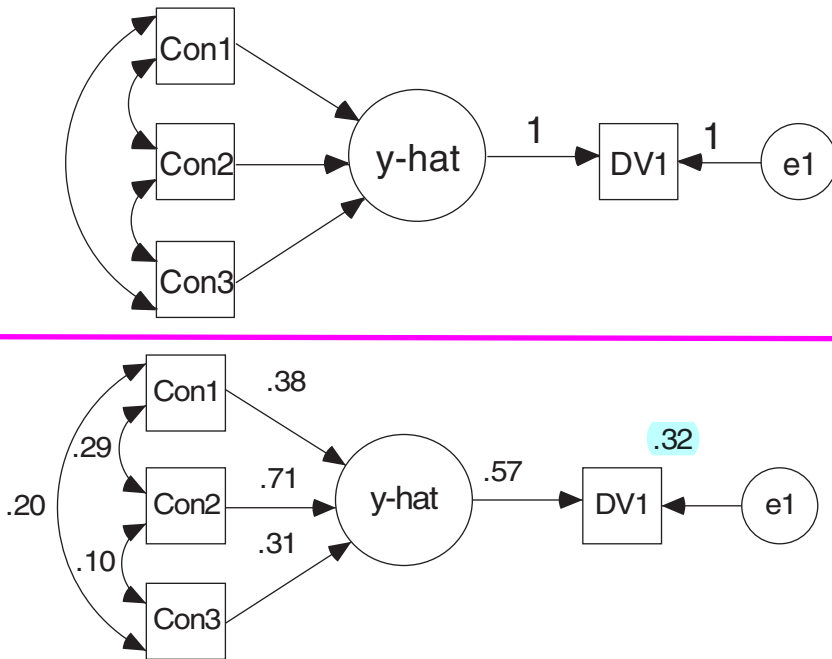 Con1
Con2
Con3
y-hat
1
DV1
1
e1
Con1
.38
.29
.32
.20
Con2
.71
y-hat
.57
DV1
e1
.10
.31
Con3